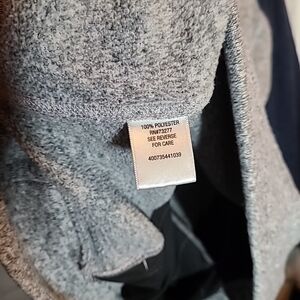 100% POLYESTER
RN#73277
SEE REVERSE
FOR CARE
400735441039